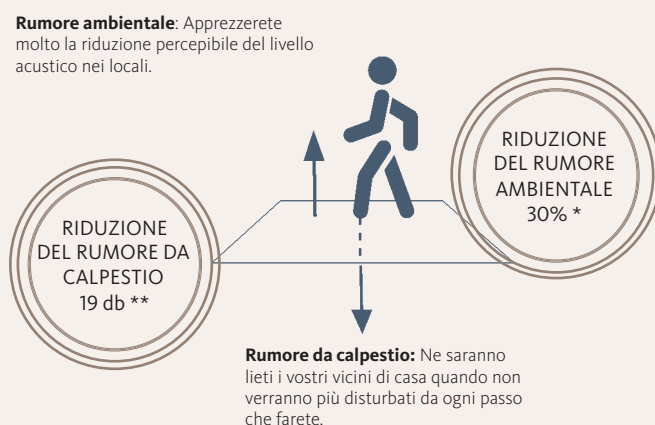 Rumore ambientale: Apprezzerete
molto la riduzione percepibile del livello
acustico nei locali.
RIDUZIONE
DEL RUMORE
AMBIENTALE
30% *
RIDUZIONE
DEL RUMORE DA
CALPESTIO
19 db **
Rumore da calpestio: Ne saranno
lieti i vostri vicini di casa quando non
verranno più disturbati da ogni passo
che farete.